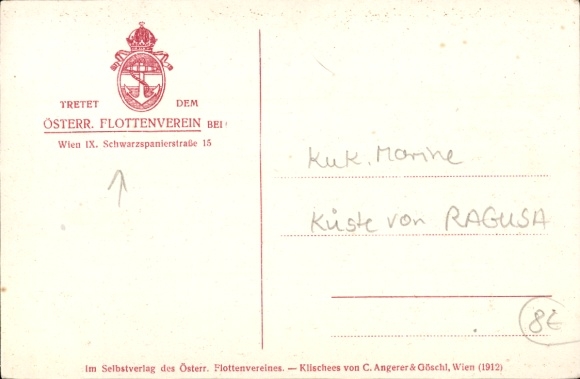 TRETET DEM
ÖSTERR. FLOTTENVEREIN BEI
Wien IX. Schwarzspanierstraße 15
KuK. Marine
Küste von RAGUSA
8€
Im Selbstverlag des Österr. Flottenvereines. — Klischees von C. Angerer & Göschl, Wien (1912)